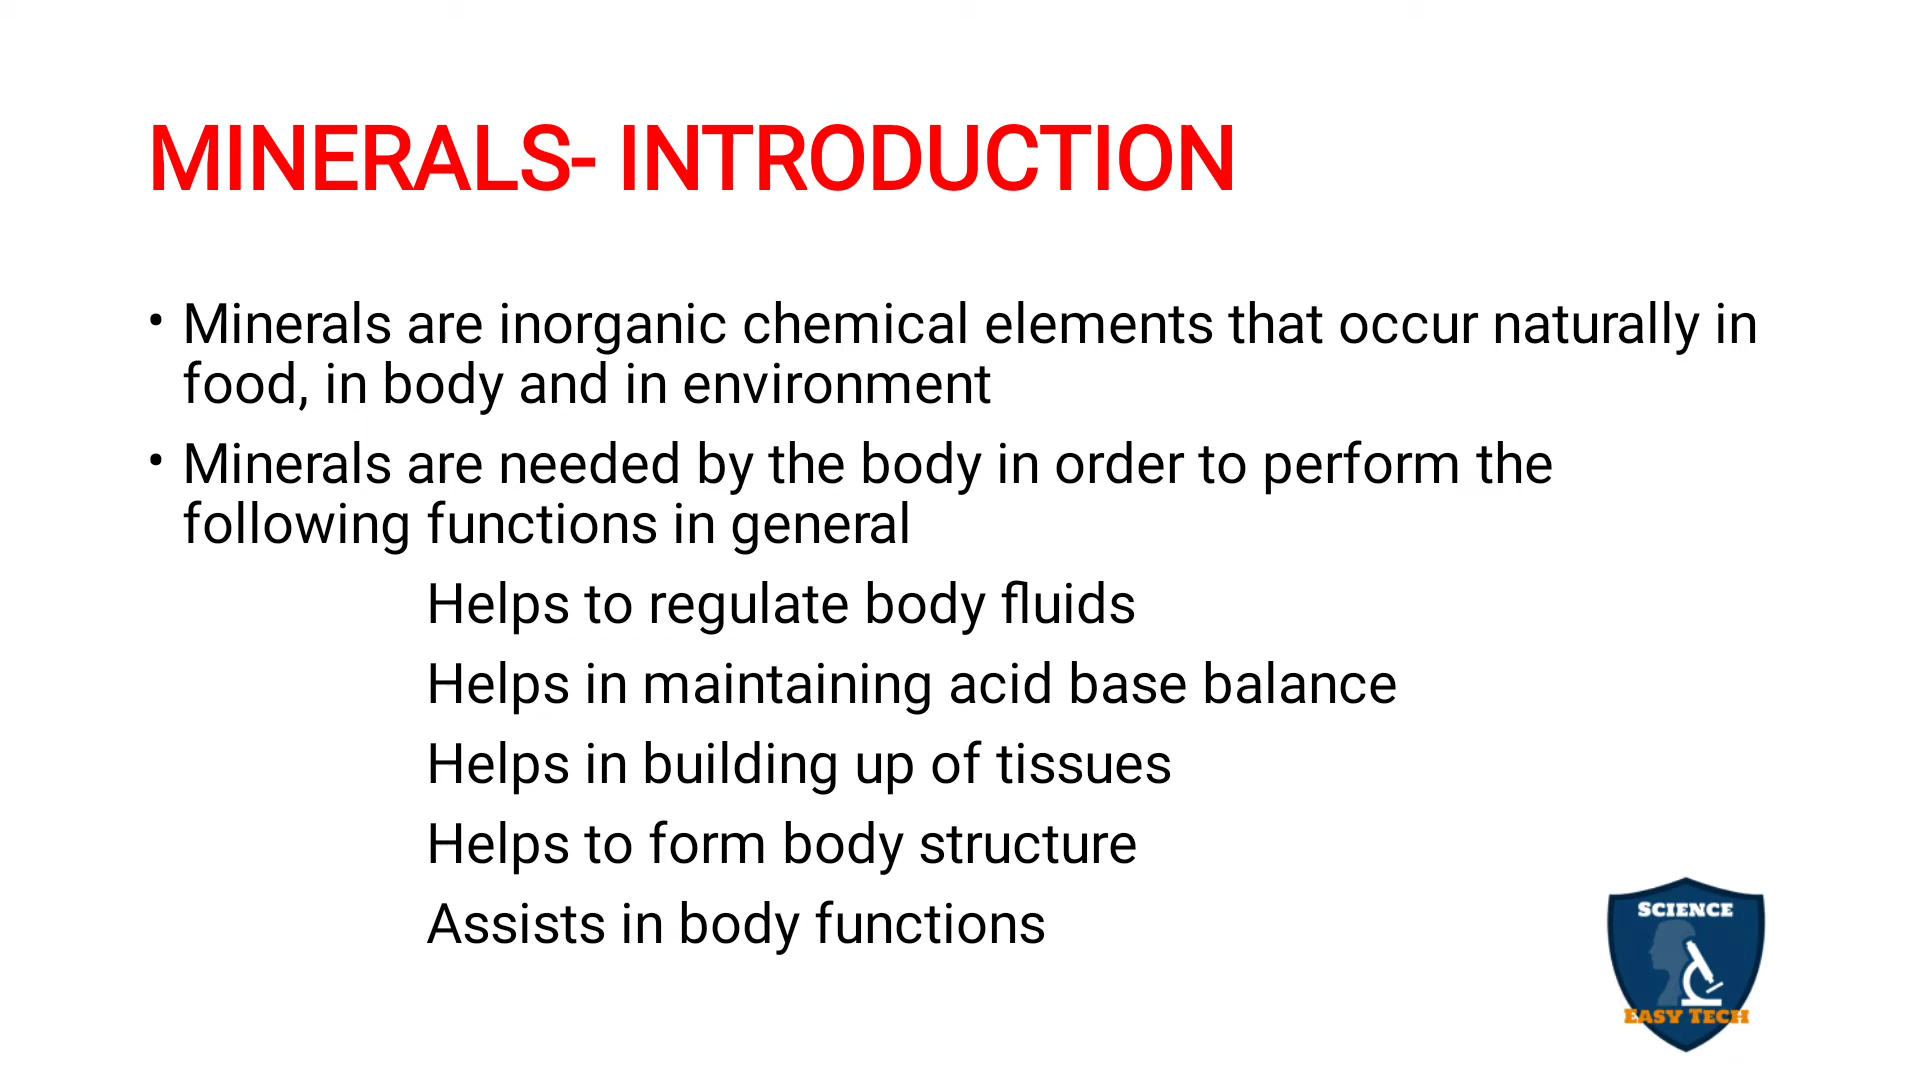 MINERALS- INTRODUCTION
• Minerals are inorganic chemical elements that occur naturally in
food, in body and in environment
• Minerals are needed by the body in order to perform the
following functions in general
Helps to regulate body fluids
Helps in maintaining acid base balance
Helps in building up of tissues
Helps to form body structure
Assists in body functions
SCIENCE
EASY TECH